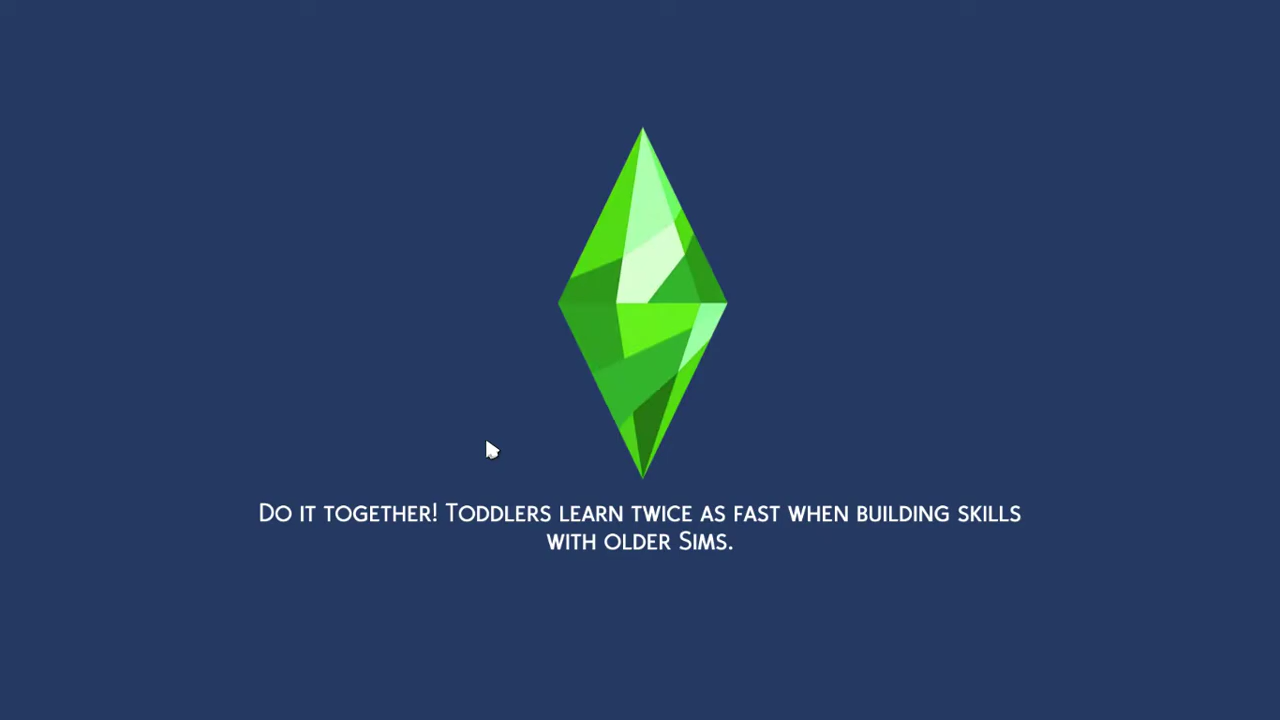 Do it together! Toddlers learn twice as fast when building skills
with older Sims.